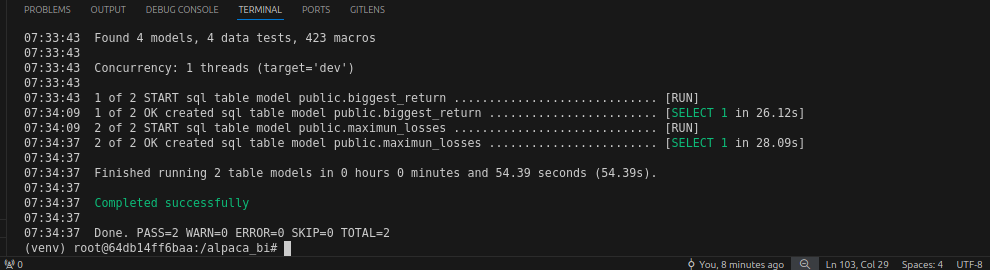 PROBLEMS OUTPUT DEBUG CONSOLE TERMINAL PORTS GITLENS
07:33:43 Found 4 models, 4 data tests, 423 macros
07:33:43
07:33:43 Concurrency: 1 threads (target='dev')
07:33:43
07:33:43 1 of 2 START sql table model public.biggest_return ............................. [RUN]
07:34:09 1 of 2 OK created sql table model public.biggest_return ........................ [SELECT 1 in 26.12s]
07:34:09 2 of 2 START sql table model public.maximun_losses ............................. [RUN]
07:34:37 2 of 2 OK created sql table model public.maximun_losses ........................ [SELECT 1 in 28.09s]
07:34:37
07:34:37 Finished running 2 table models in 0 hours 0 minutes and 54.39 seconds (54.39s).
07:34:37
07:34:37 Completed successfully
07:34:37
07:34:37 Done. PASS=2 WARN=0 ERROR=0 SKIP=0 TOTAL=2
(venv) root@64db14ff6baa:/alpaca_bi#
0 You, 8 minutes ago Ln 103, Col 29 Spaces: 4 UTF-8